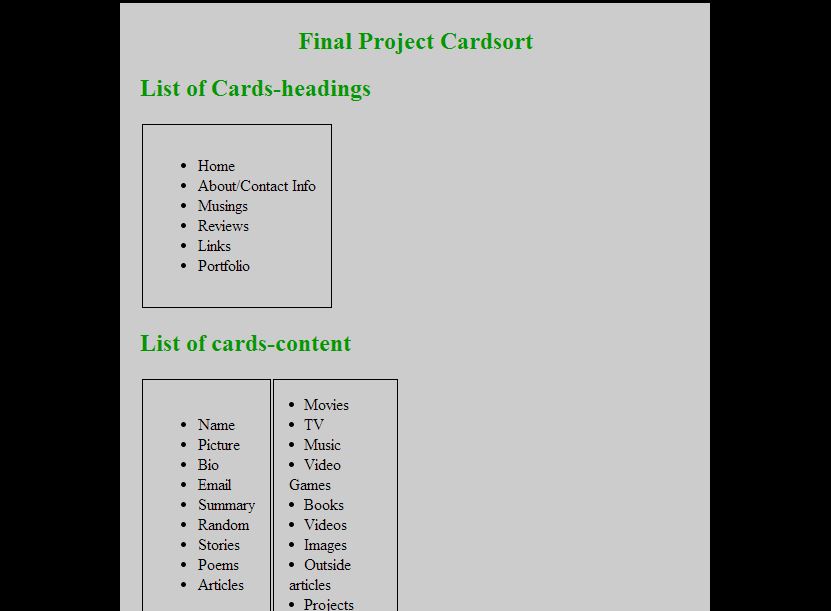 Final Project Cardsort
List of Cards-headings
Home
About/Contact Info
Musings
Reviews
Links
Portfolio
List of cards-content
Name
Picture
Bio
Email
Summary
Random
Stories
Poems
Articles
Movies
TV
Music
Video
Games
Books
Videos
Images
Outside
articles
Projects